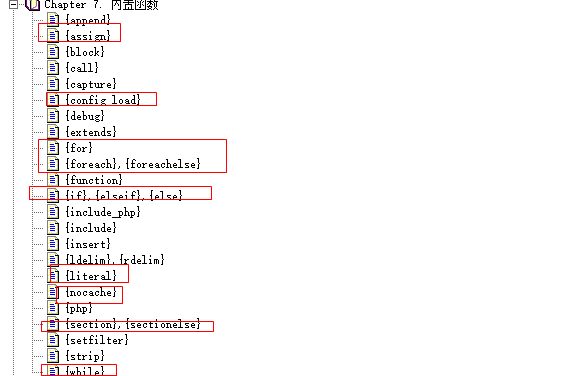 Chapter 7. 内置函数
{append}
{assign}
{block}
{call}
{capture}
{config_load}
{debug}
{extends}
{for}
{foreach},{foreachelse}
{function}
{if},{elseif},{else}
{include_php}
{include}
{insert}
{ldelim},{rdelim}
{literal}
{nocache}
{php}
{section},{sectionelse}
{setfilter}
{strip}
{while}